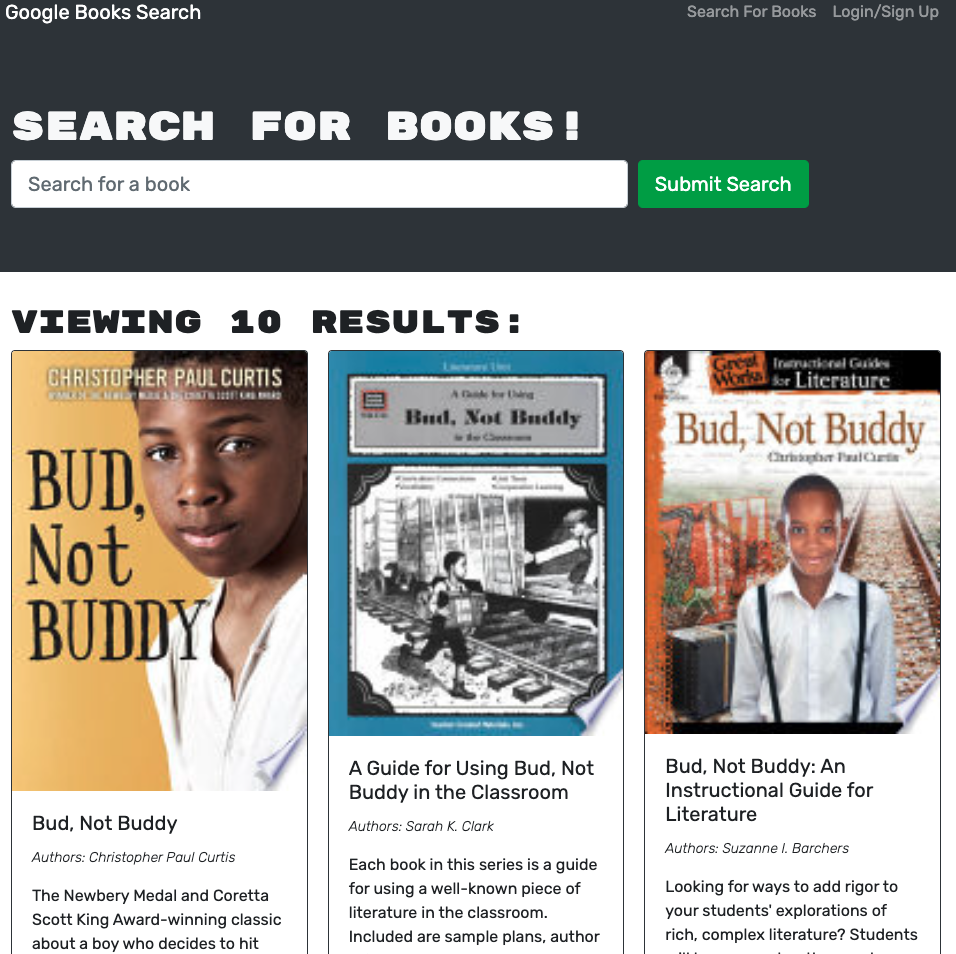 Google Books Search
Search For Books
Login/Sign Up
SEARCH FOR BOOKS!
Search for a book
Submit Search
VIEWING 10 RESULTS:
CHRISTOPHER PAUL CURTIS
WINNER OF THE NEWBERY MEDAL & THE CORETTA SCOTT KING AWARD
BUD,
Not
BUDDY
Bud, Not Buddy
Authors: Christopher Paul Curtis
The Newbery Medal and Coretta
Scott King Award-winning classic
about a boy who decides to hit
Literature Unit
A Guide for Using
Bud, Not Buddy
in the Classroom
•Curriculum Connections
•Vocabulary
•Unit Tests
•Cooperative Learning
Teacher Created Materials, Inc.
A Guide for Using Bud, Not
Buddy in the Classroom
Authors: Sarah K. Clark
Each book in this series is a guide
for using a well-known piece of
literature in the classroom.
Included are sample plans, author
Great
Works
Instructional Guides
for Literature
Bud, Not Buddy
Christopher Paul Curtis
Bud, Not Buddy: An
Instructional Guide for
Literature
Authors: Suzanne I. Barchers
Looking for ways to add rigor to
your students' explorations of
rich, complex literature? Students